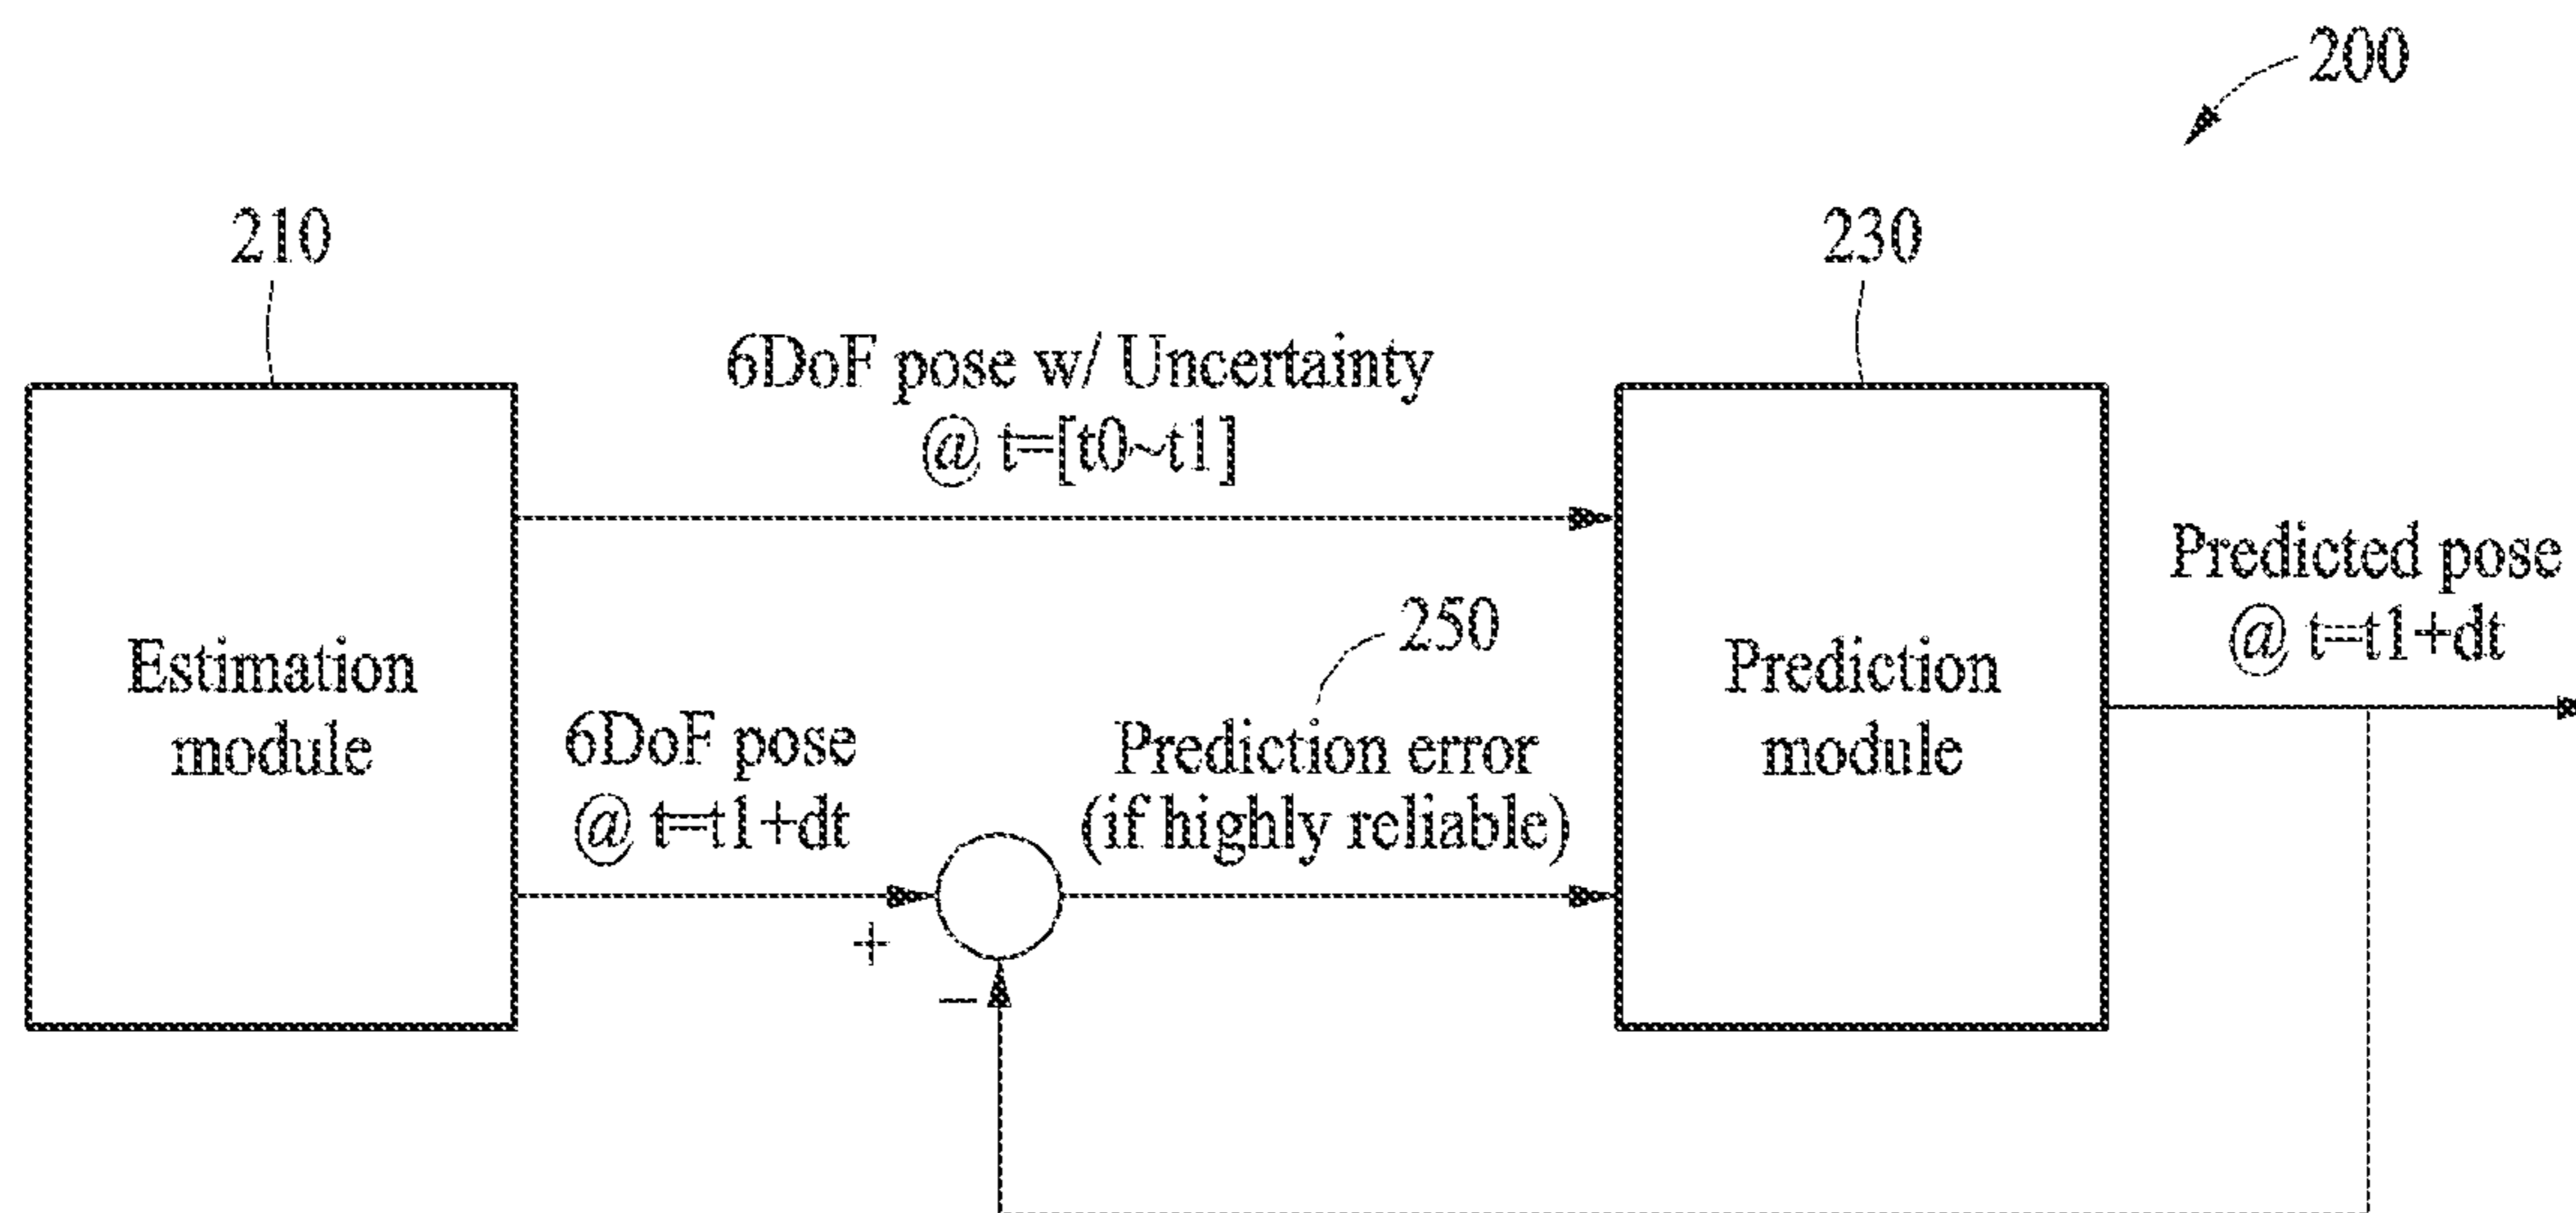 200
210
230
6DoF pose w/ Uncertainty
@ t=[t0~t1]
250
Predicted pose
@ t=t1+dt
Estimation
module
6DoF pose
@ t=t1+dt
Prediction error
(if highly reliable)
Prediction
module
+
−